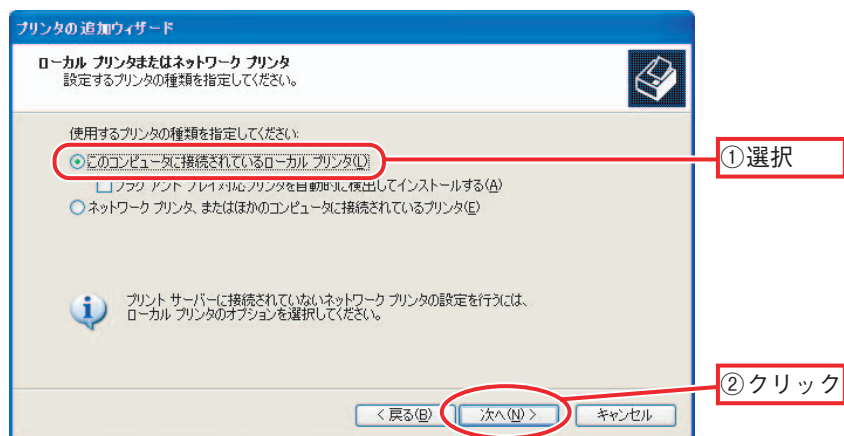 プリンタの追加ウィザード
ローカル プリンタまたはネットワーク プリンタ
設定するプリンタの種類を指定してください。
使用するプリンタの種類を指定してください:
このコンピュータに接続されているローカル プリンタ(L)
①選択
プラグ アンド プレイ対応プリンタを自動的に検出してインストールする(A)
ネットワーク プリンタ、またはほかのコンピュータに接続されているプリンタ(E)
プリント サーバーに接続されていないネットワーク プリンタの設定を行うには、
ローカル プリンタのオプションを選択してください。
②クリック
< 戻る(B)
次へ(N) >
キャンセル